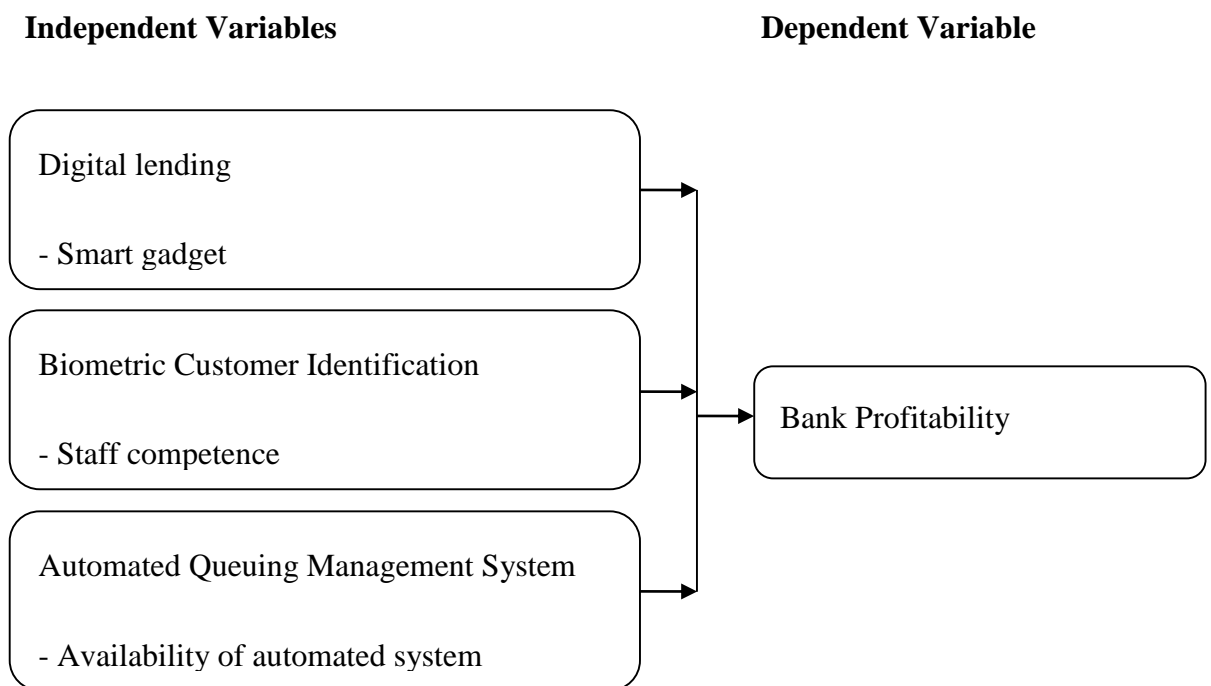 Independent Variables
Dependent Variable
Digital lending
- Smart gadget
Biometric Customer Identification
- Staff competence
Automated Queuing Management System
- Availability of automated system
Bank Profitability